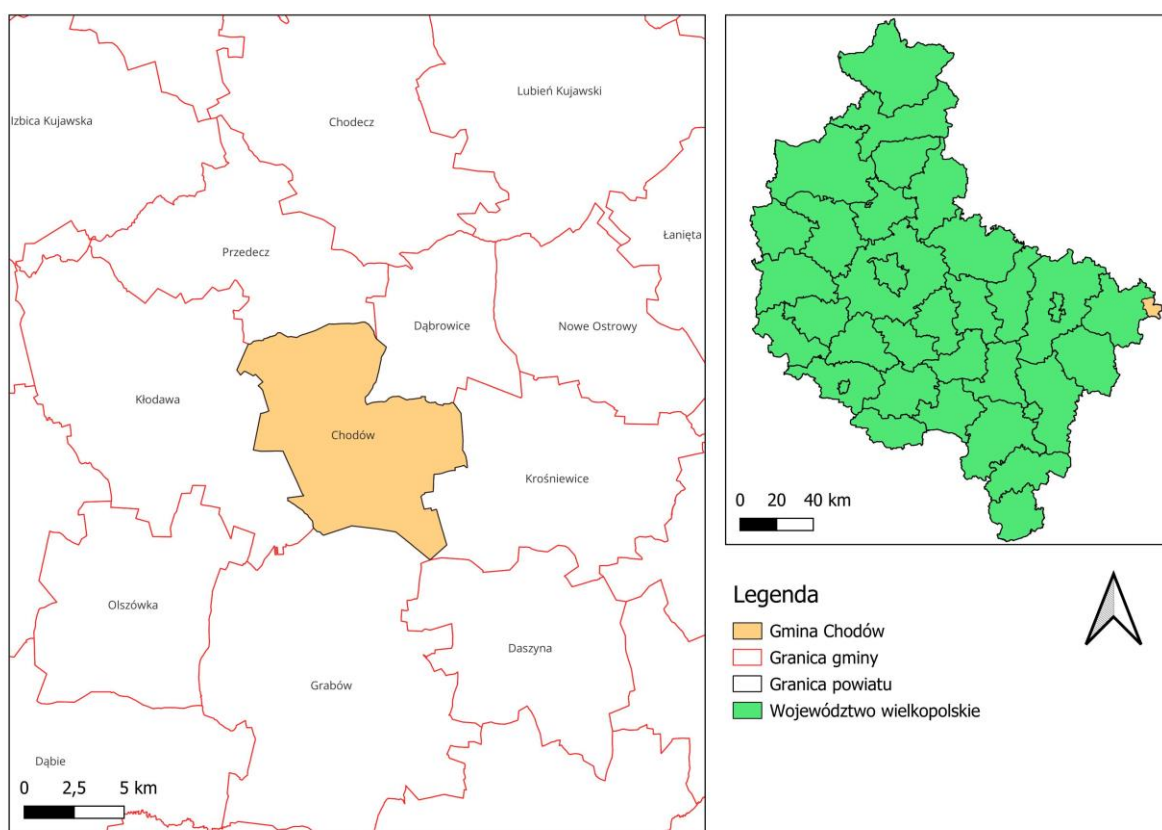 Lubień Kujawski
Izbica Kujawska
Chodecz
Łanięta
Przedecz
Dąbrowice
Nowe Ostrowy
Kłodawa
Chodów
Krośniewice
Olszówka
Daszyna
Grabów
Dąbie
0 2,5 5 km
0 20 40 km
Legenda
Gmina Chodów
Granica gminy
Granica powiatu
Województwo wielkopolskie